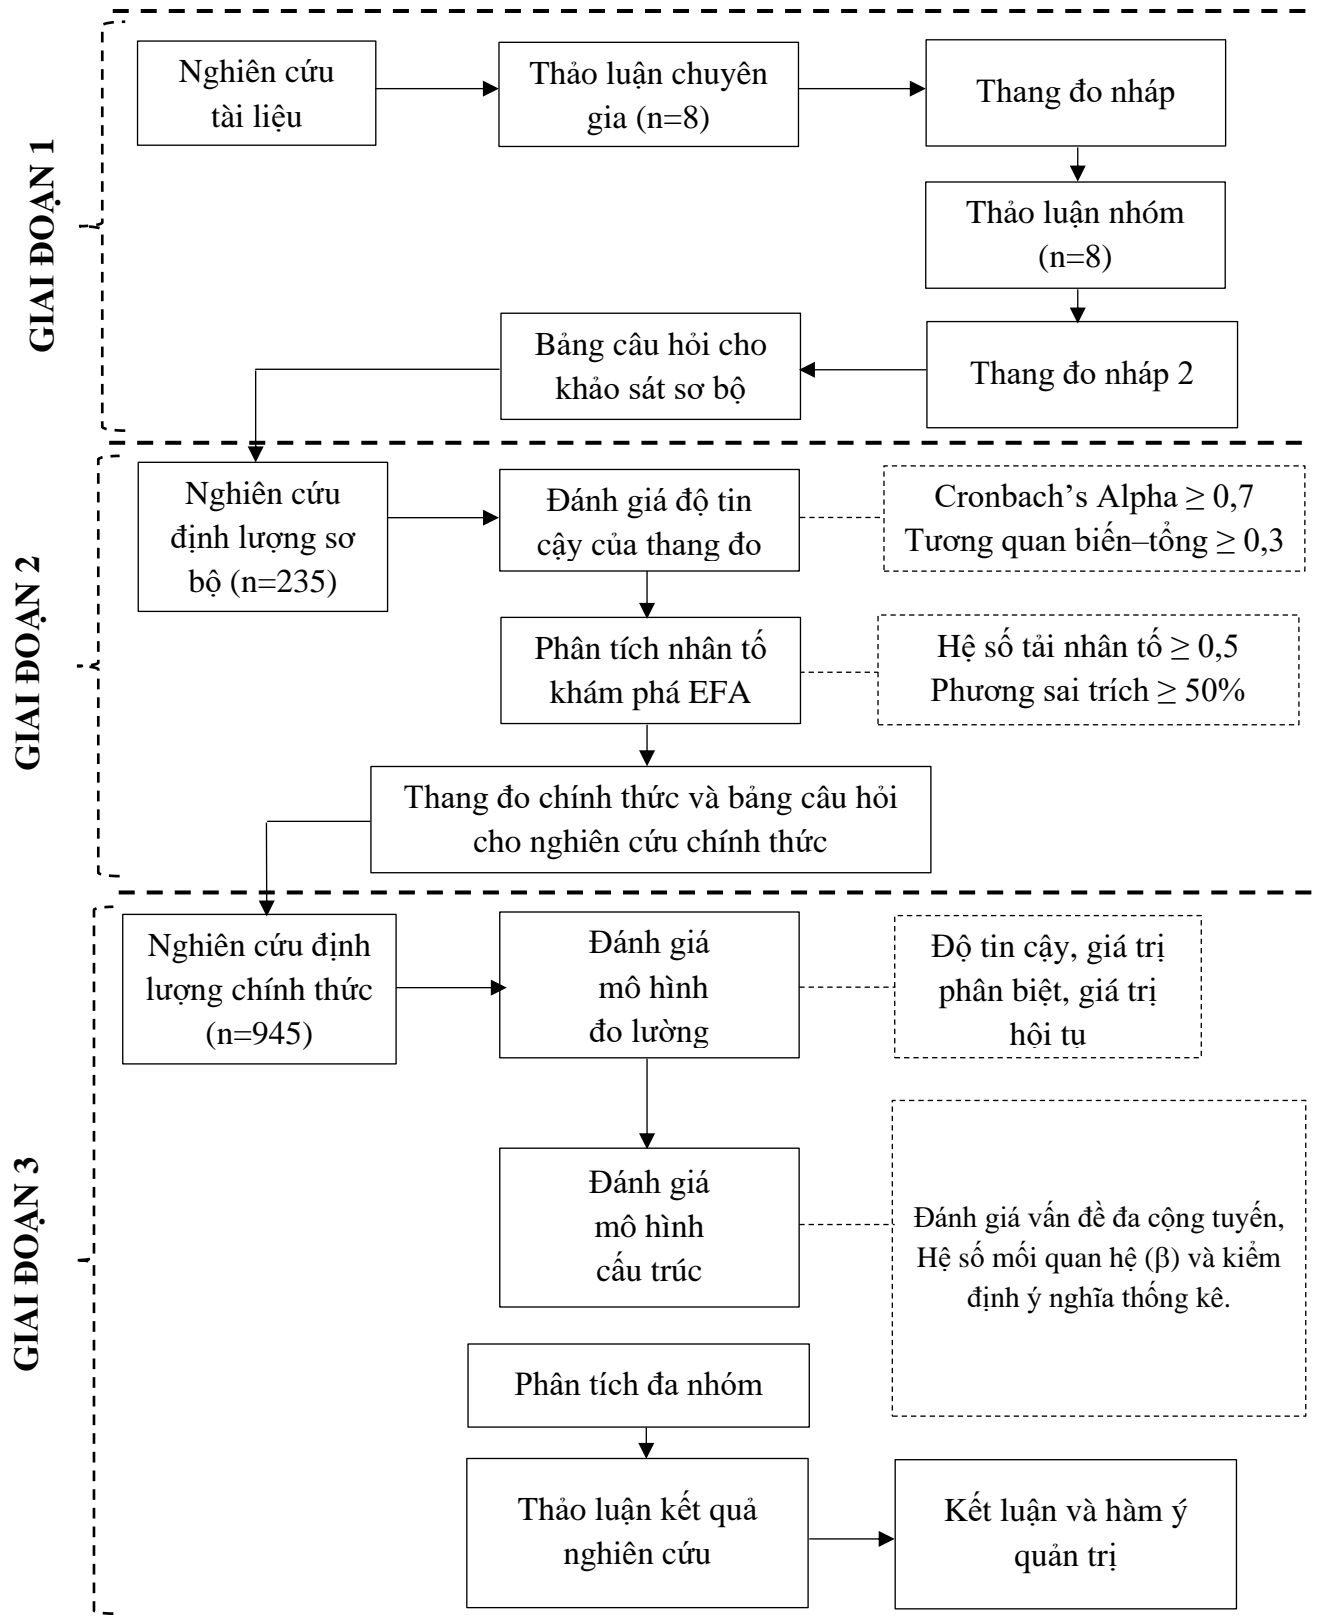 GIAI ĐOẠN 1
Nghiên cứu
tài liệu
Thảo luận chuyên
gia (n=8)
Thang đo nháp
Thảo luận nhóm
(n=8)
Thang đo nháp 2
Bảng câu hỏi cho
khảo sát sơ bộ
GIAI ĐOẠN 2
Nghiên cứu
định lượng sơ
bộ (n=235)
Đánh giá độ tin
cậy của thang đo
Cronbach’s Alpha ≥ 0,7
Tương quan biến–tổng ≥ 0,3
Phân tích nhân tố
khám phá EFA
Hệ số tải nhân tố ≥ 0,5
Phương sai trích ≥ 50%
Thang đo chính thức và bảng câu hỏi
cho nghiên cứu chính thức
GIAI ĐOẠN 3
Nghiên cứu định
lượng chính thức
(n=945)
Đánh giá
mô hình
đo lường
Độ tin cậy, giá trị
phân biệt, giá trị
hội tụ
Đánh giá
mô hình
cấu trúc
Đánh giá vấn đề đa cộng tuyến,
Hệ số mối quan hệ (β) và kiểm
định ý nghĩa thống kê.
Phân tích đa nhóm
Thảo luận kết quả
nghiên cứu
Kết luận và hàm ý
quản trị